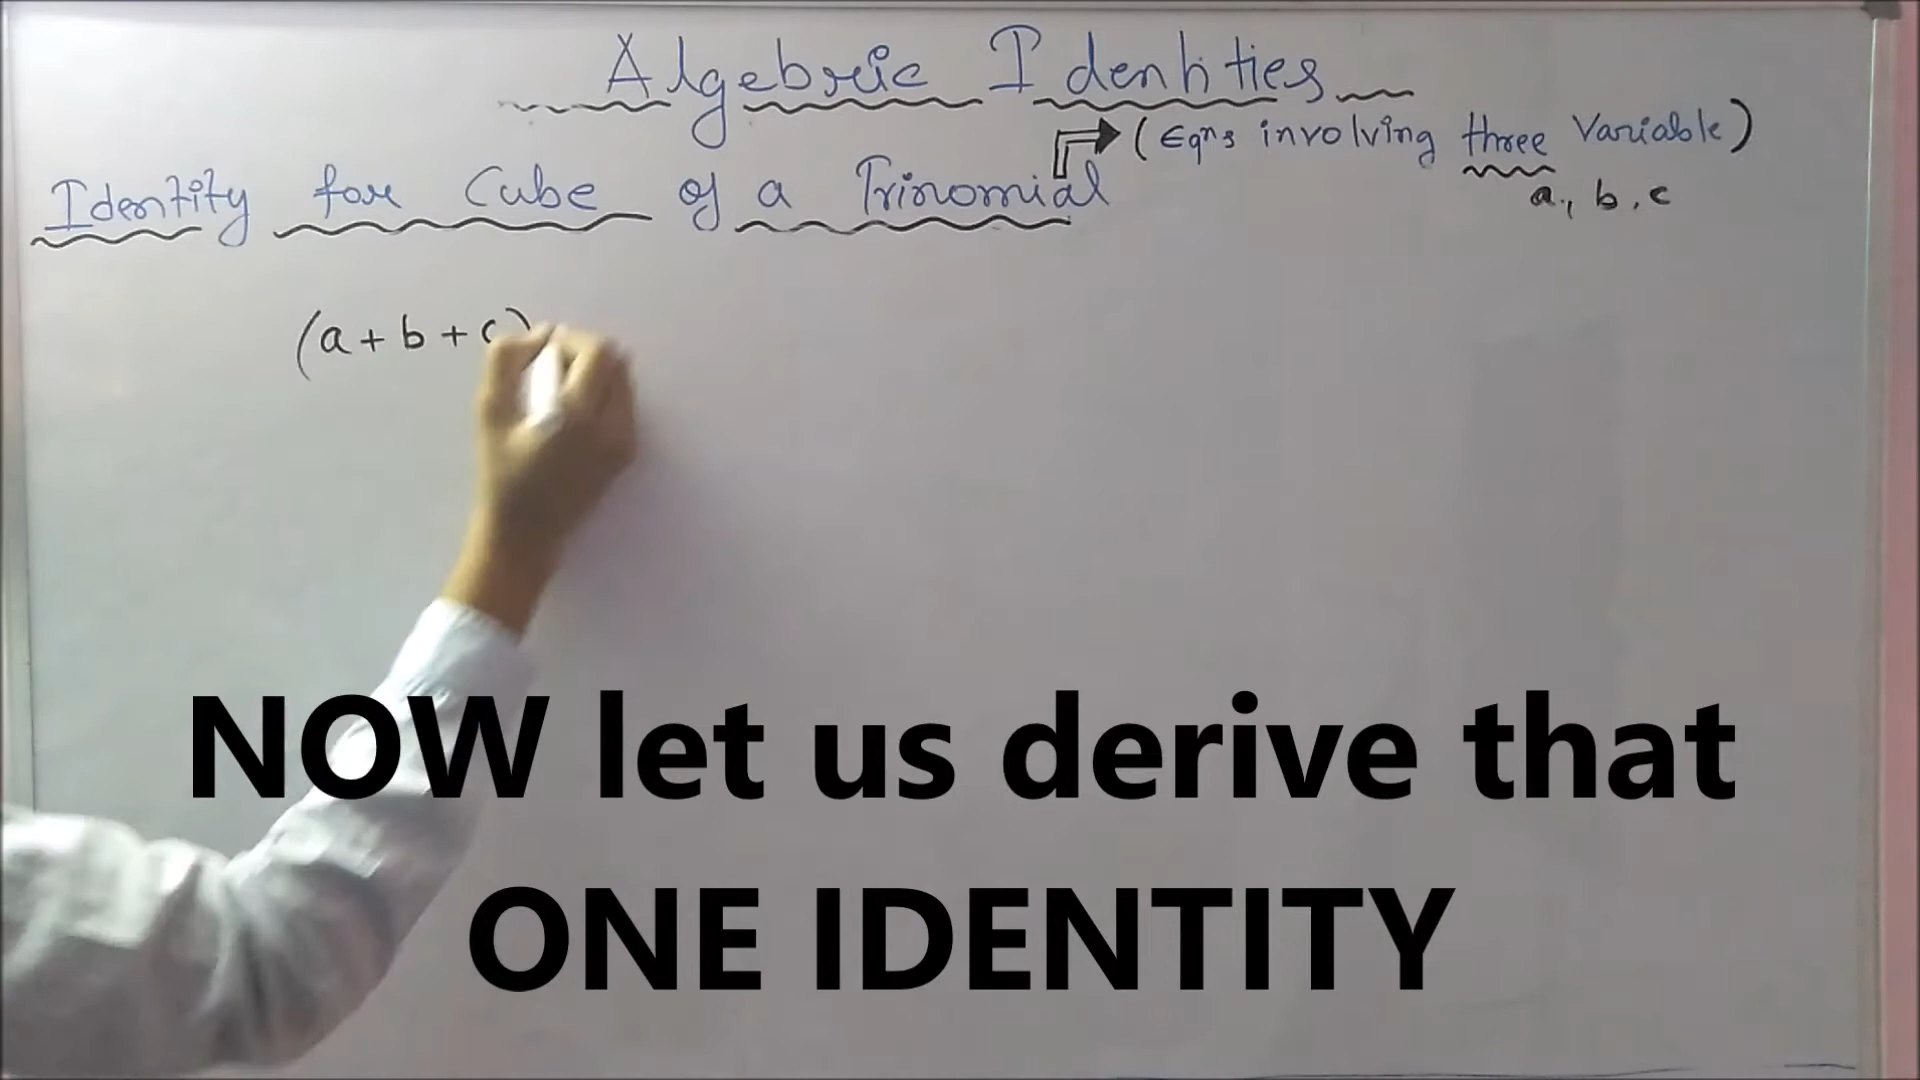 Algebric Identities
(Eqns involving three Variable)
Identity for Cube of a Trinomial
a, b, c
(a + b + c)
NOW let us derive that
ONE IDENTITY